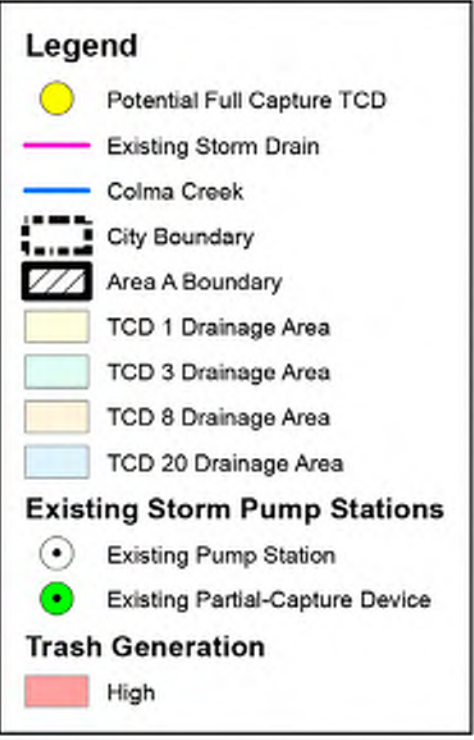 Legend
Potential Full Capture TCD
Existing Storm Drain
Colma Creek
City Boundary
Area A Boundary
TCD 1 Drainage Area
TCD 3 Drainage Area
TCD 8 Drainage Area
TCD 20 Drainage Area
Existing Storm Pump Stations
Existing Pump Station
Existing Partial-Capture Device
Trash Generation
High